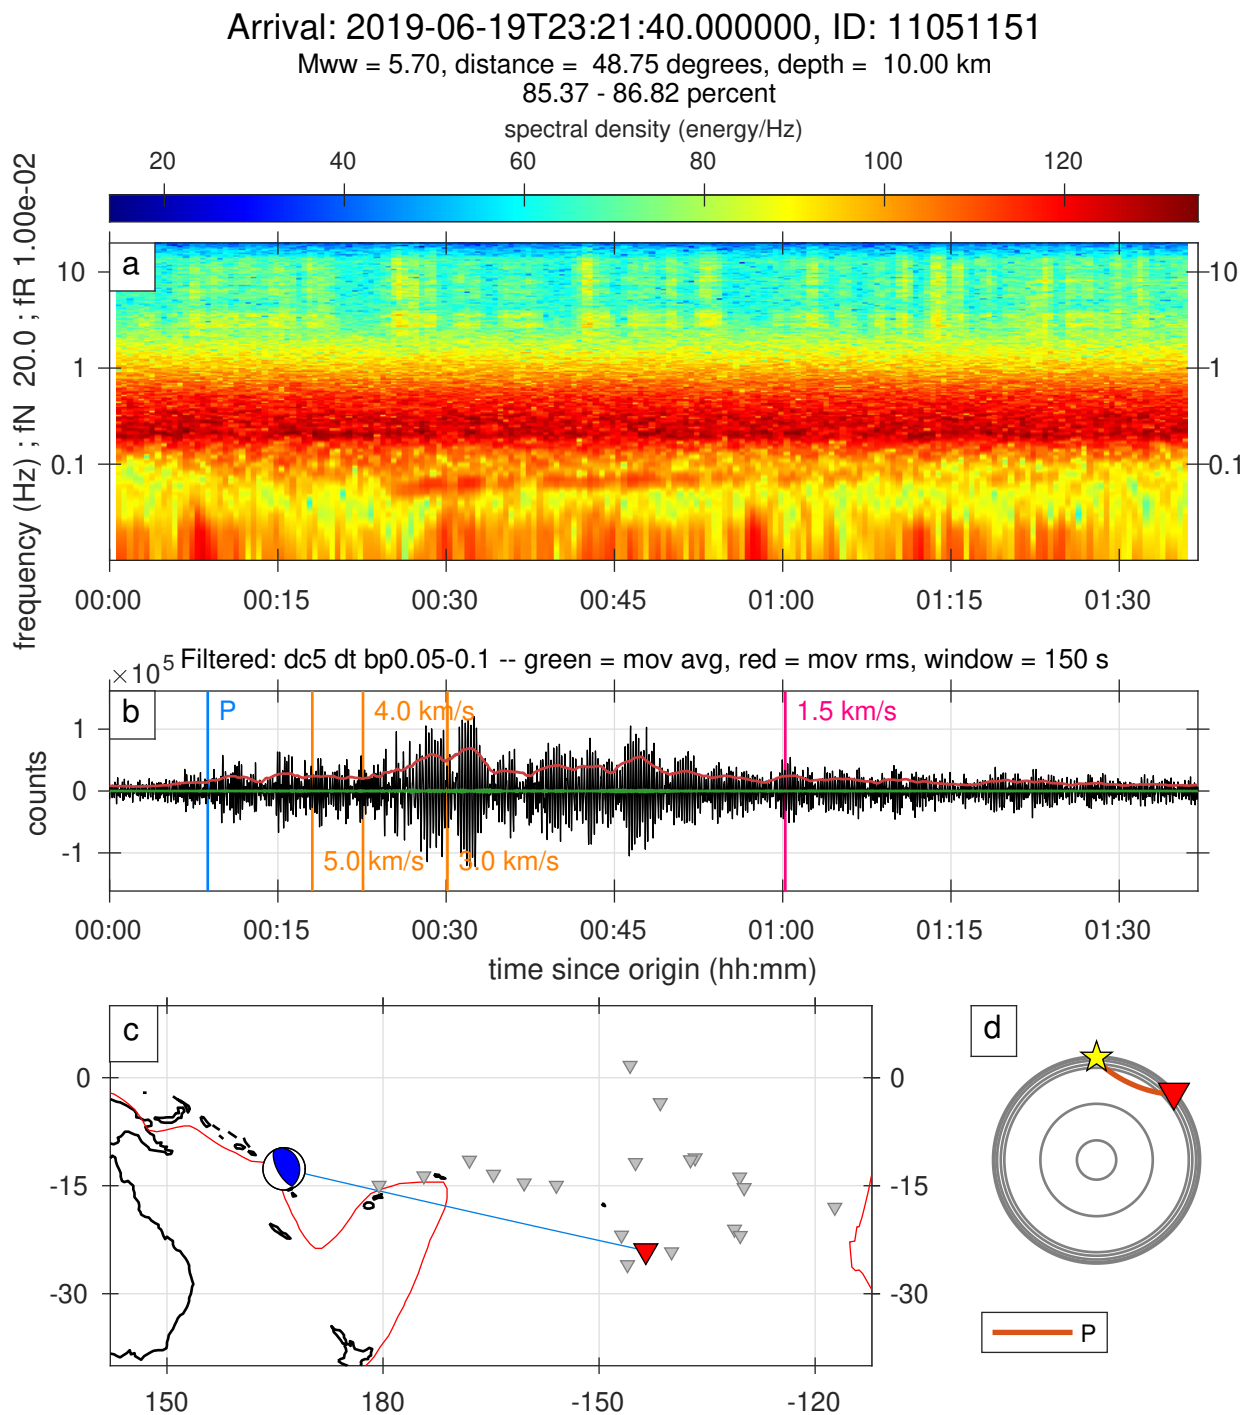 Arrival: 2019-06-19T23:21:40.000000, ID: 11051151
Mww = 5.70, distance = 48.75 degrees, depth = 10.00 km
85.37 - 86.82 percent
spectral density (energy/Hz)
20 40 60 80 100 120
frequency (Hz) ; fN 20.0 ; fR 1.00e-02
a
10 10
1 1
0.1 0.1
00:00 00:15 00:30 00:45 01:00 01:15 01:30
×10 5 Filtered: dc5 dt bp0.05-0.1 -- green = mov avg, red = mov rms, window = 150 s
b
P 4.0 km/s 1.5 km/s
counts
1
0
-1
5.0 km/s 3.0 km/s
00:00 00:15 00:30 00:45 01:00 01:15 01:30
time since origin (hh:mm)
c
d
0 0
-15 -15
-30 -30
P
150 180 -150 -120